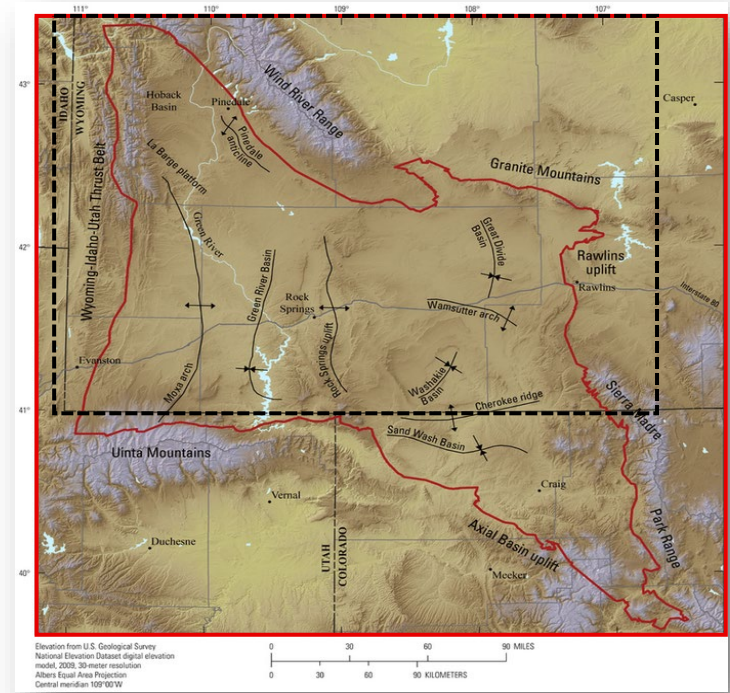 111°
110°
109°
108°
107°
43°
42°
41°
40°
IDAHO
WYOMING
Hoback
Basin
Pinedale
Wind River Range
Casper
Pinedale
anticline
La Barge platform
Granite Mountains
Wyoming-Idaho-Utah Thrust Belt
Green River
Great Divide
Basin
Green River Basin
Rawlins
uplift
Rawlins
Interstate 80
Rock
Springs
Wamsutter arch
Evanston
Moxa arch
Rock Springs uplift
Washakie
Basin
Cherokee ridge
Sierra Madre
Sand Wash Basin
Uinta Mountains
Vernal
Craig
Duchesne
UTAH
COLORADO
Axial Basin uplift
Park Range
Meeker
Elevation from U.S. Geological Survey
National Elevation Dataset digital elevation
model, 2009, 30-meter resolution
Albers Equal Area Projection
Central meridian 109°00'W
0 30 60 90 MILES
0 30 60 90 KILOMETERS